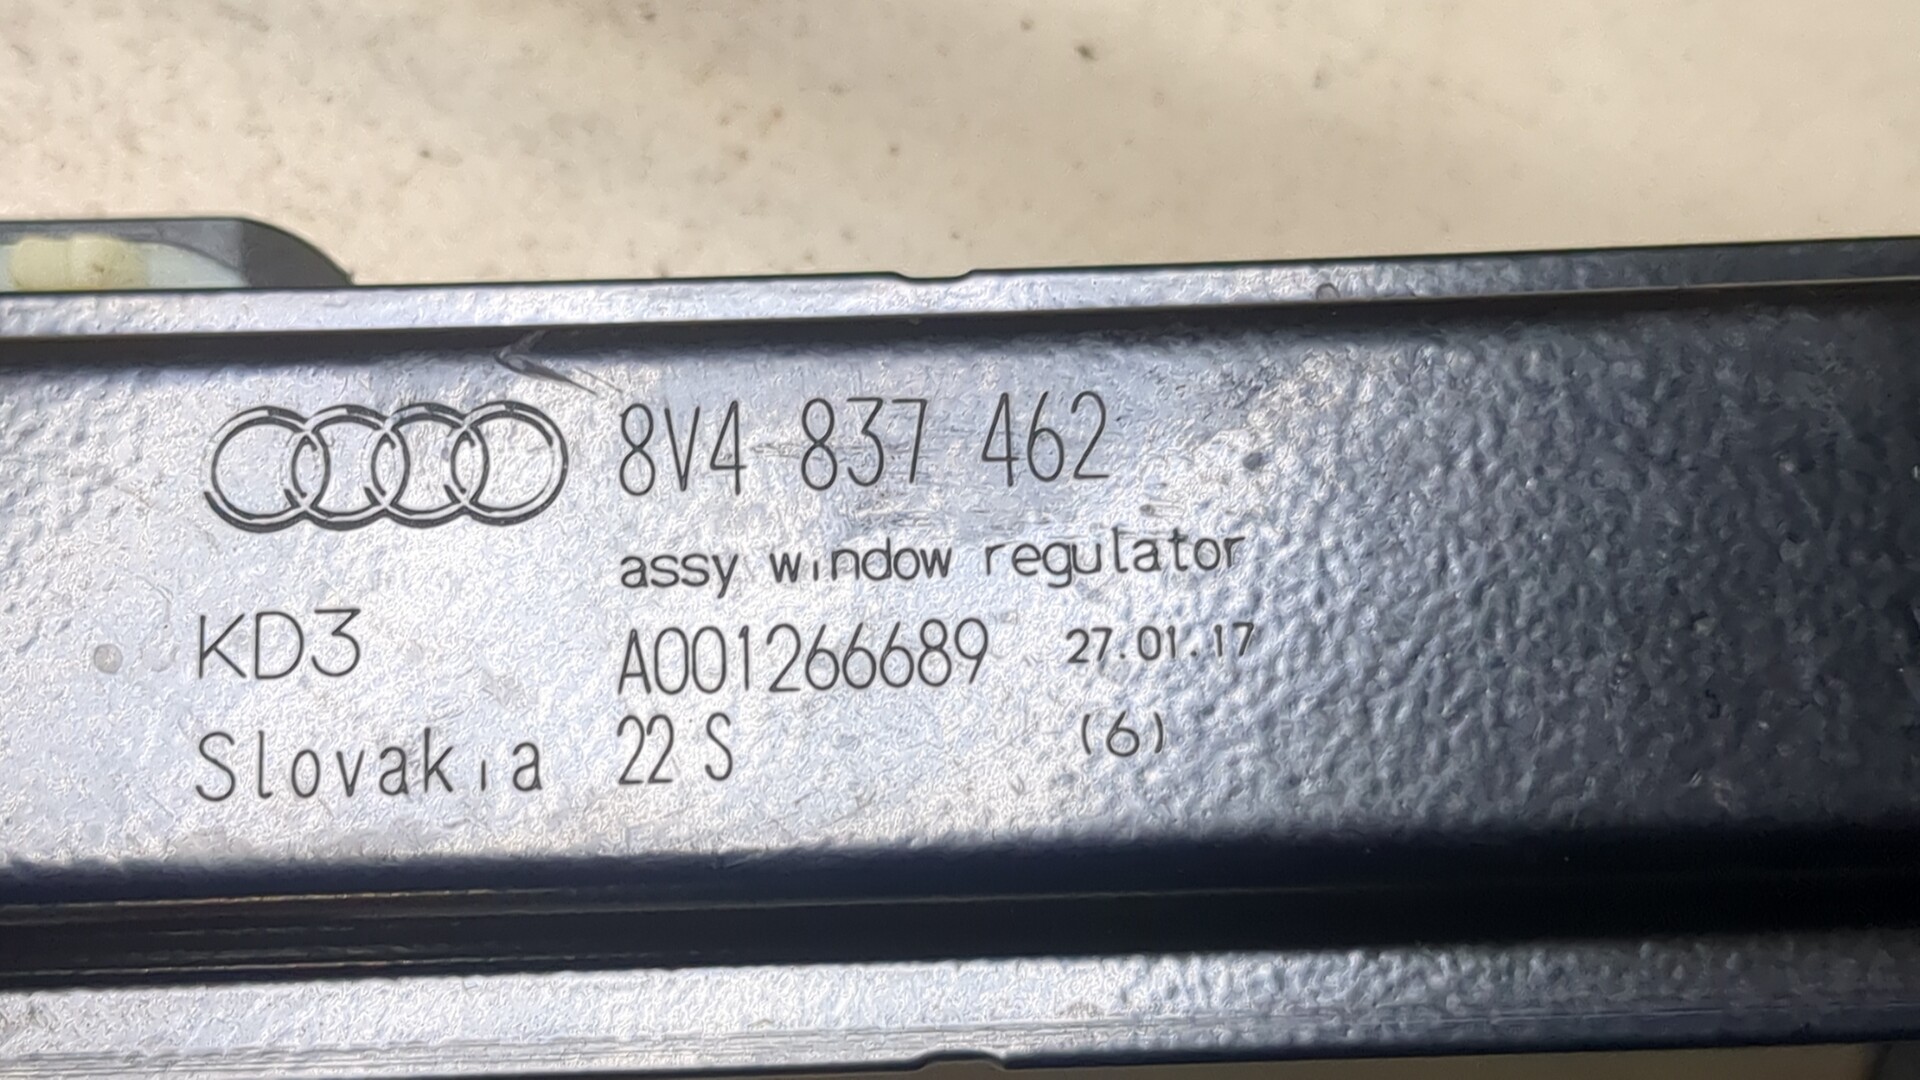 8V4 837 462
assy window regulator
KD3 A001266689 27.01.17
Slovakia 22 S (6)